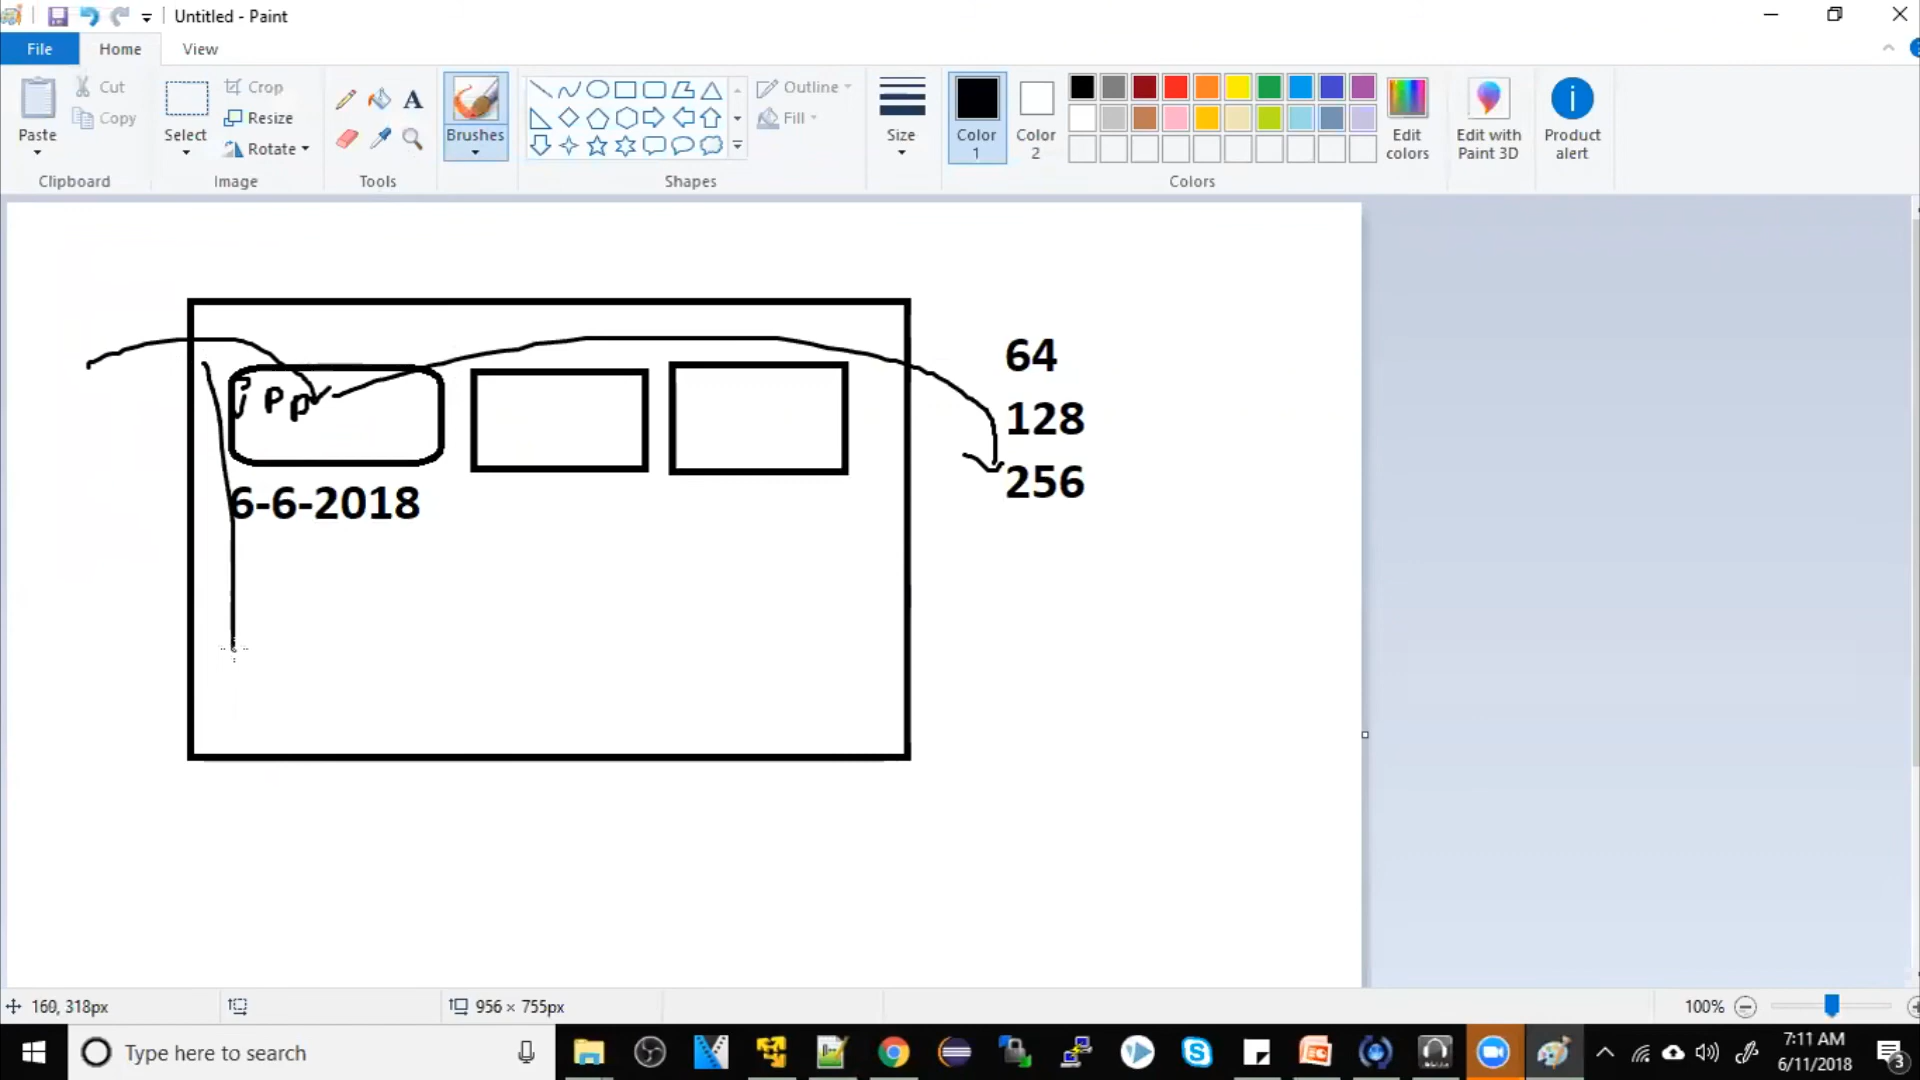 Untitled - Paint
File Home View
Paste
Cut
Copy
Clipboard
Select
Crop
Resize
Rotate
Image
Tools
Brushes
Shapes
Outline
Fill
Size
Color 1
Color 2
Colors
Edit colors
Edit with Paint 3D
Product alert
64
128
256
6-6-2018
160, 318px
956 × 755px
100%
Type here to search
7:11 AM
6/11/2018
3